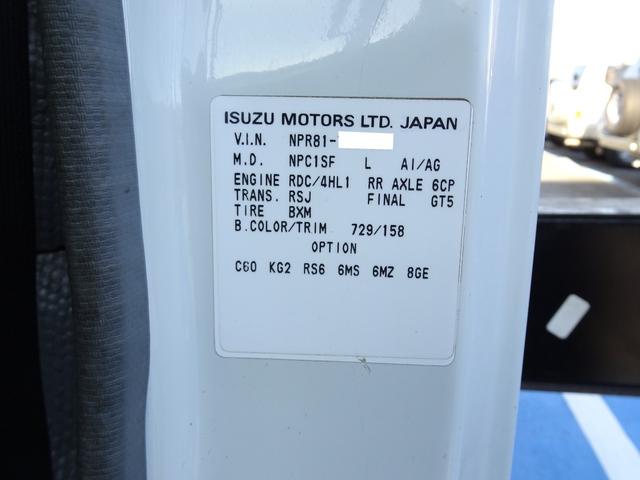 ISUZU MOTORS LTD. JAPAN
V.I.N. NPR81-
M.D. NPC1SF L AI/AG
ENGINE RDC/4HL1 RR AXLE 6CP
TRANS. RSJ FINAL GT5
TIRE BXM
B.COLOR/TRIM 729/158
OPTION
C60 KG2 RS6 6MS 6MZ 8GE